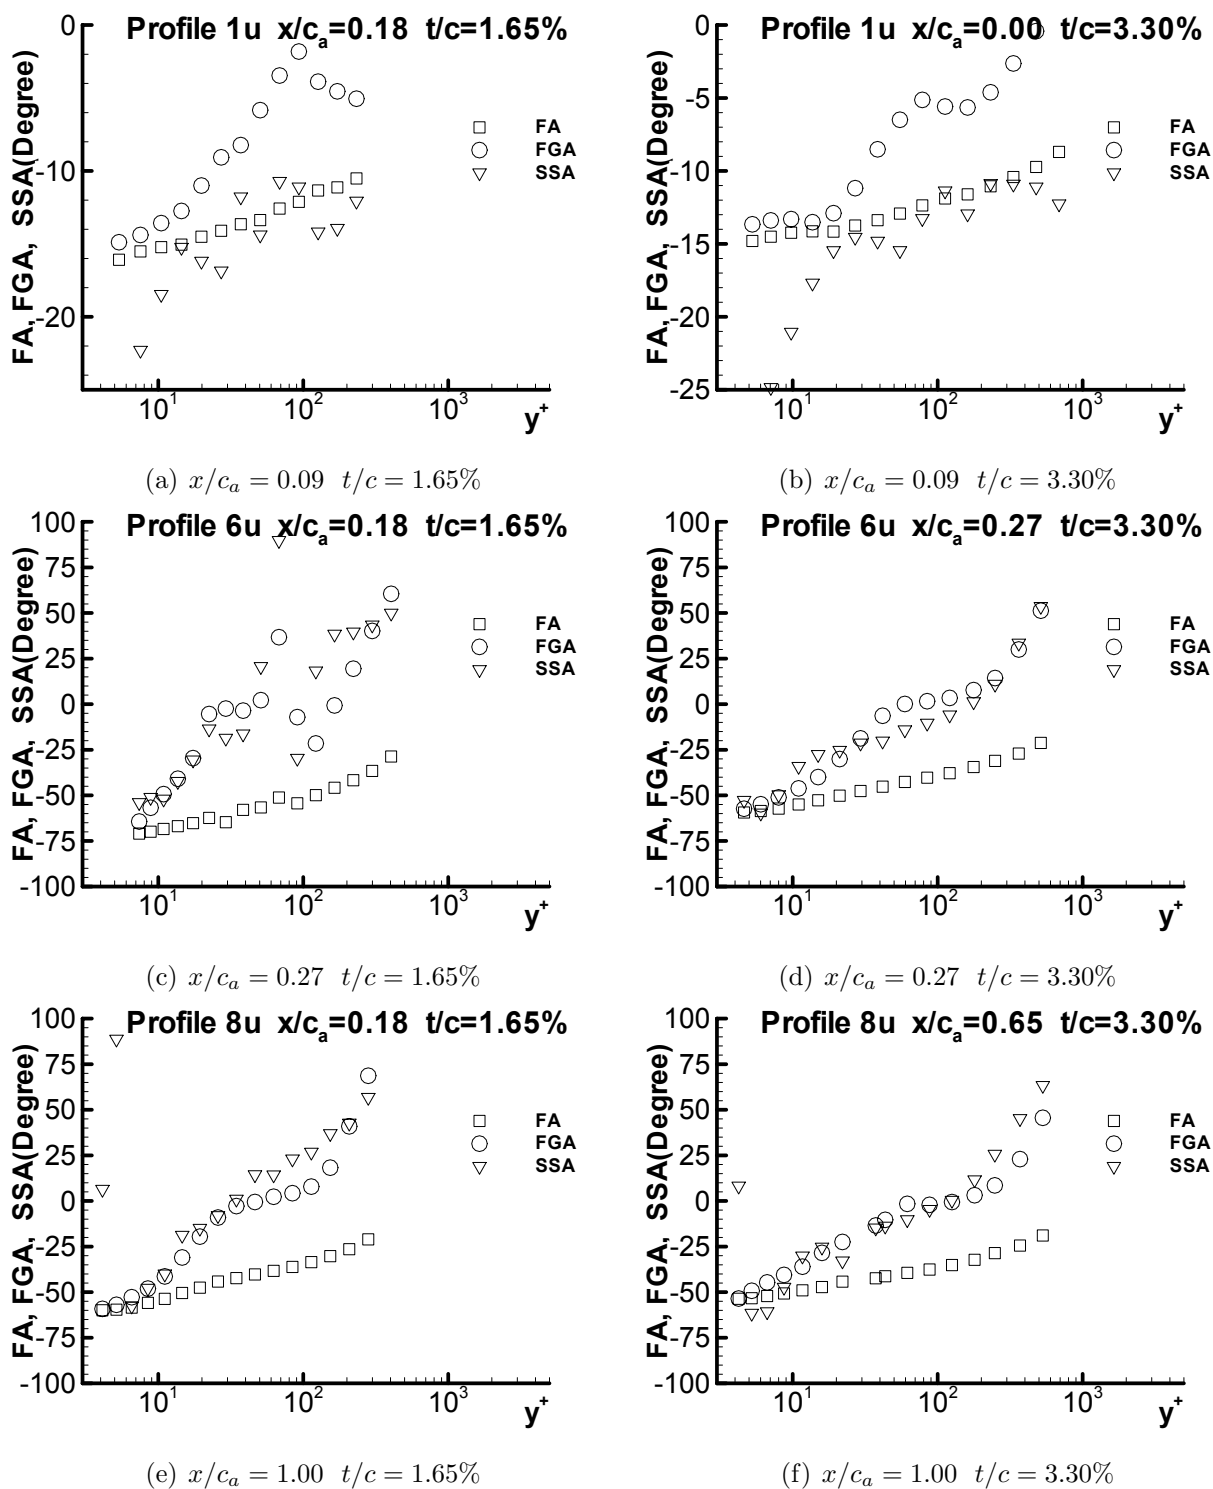 Profile 1u x/cₐ=0.18 t/c=1.65%
FA, FGA, SSA(Degree)
0
-10
-20
10¹
10²
10³
y⁺
FA
FGA
SSA
(a) x/cₐ = 0.09 t/c = 1.65%
Profile 1u x/cₐ=0.00 t/c=3.30%
FA, FGA, SSA(Degree)
0
-5
-10
-15
-20
-25
10¹
10²
10³
y⁺
FA
FGA
SSA
(b) x/cₐ = 0.09 t/c = 3.30%
Profile 6u x/cₐ=0.18 t/c=1.65%
FA, FGA, SSA(Degree)
100
75
50
25
0
-25
-50
-75
-100
10¹
10²
10³
y⁺
FA
FGA
SSA
(c) x/cₐ = 0.27 t/c = 1.65%
Profile 6u x/cₐ=0.27 t/c=3.30%
FA, FGA, SSA(Degree)
100
75
50
25
0
-25
-50
-75
-100
10¹
10²
10³
y⁺
FA
FGA
SSA
(d) x/cₐ = 0.27 t/c = 3.30%
Profile 8u x/cₐ=0.18 t/c=1.65%
FA, FGA, SSA(Degree)
100
75
50
25
0
-25
-50
-75
-100
10¹
10²
10³
y⁺
FA
FGA
SSA
(e) x/cₐ = 1.00 t/c = 1.65%
Profile 8u x/cₐ=0.65 t/c=3.30%
FA, FGA, SSA(Degree)
100
75
50
25
0
-25
-50
-75
-100
10¹
10²
10³
y⁺
FA
FGA
SSA
(f) x/cₐ = 1.00 t/c = 3.30%